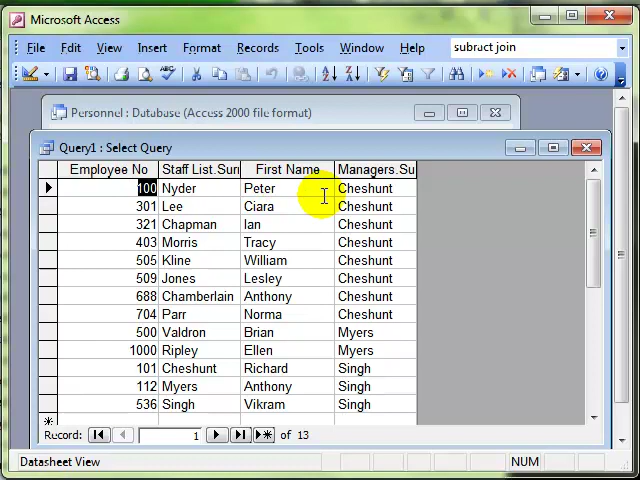 Microsoft Access
File Edit View Insert Format Records Tools Window Help subruct join
Personnel : Database (Access 2000 file format)
Query1 : Select Query
Employee No Staff List.Sur First Name Managers.Su
100 Nyder Peter Cheshunt
301 Lee Ciara Cheshunt
321 Chapman Ian Cheshunt
403 Morris Tracy Cheshunt
505 Kline William Cheshunt
509 Jones Lesley Cheshunt
688 Chamberlain Anthony Cheshunt
704 Parr Norma Cheshunt
500 Valdron Brian Myers
1000 Ripley Ellen Myers
101 Cheshunt Richard Singh
112 Myers Anthony Singh
536 Singh Vikram Singh
Record: 1 of 13
Datasheet View NUM